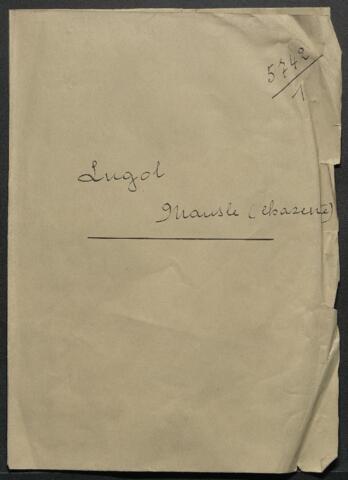 5742
1
Lugol
Mansle (Charente)